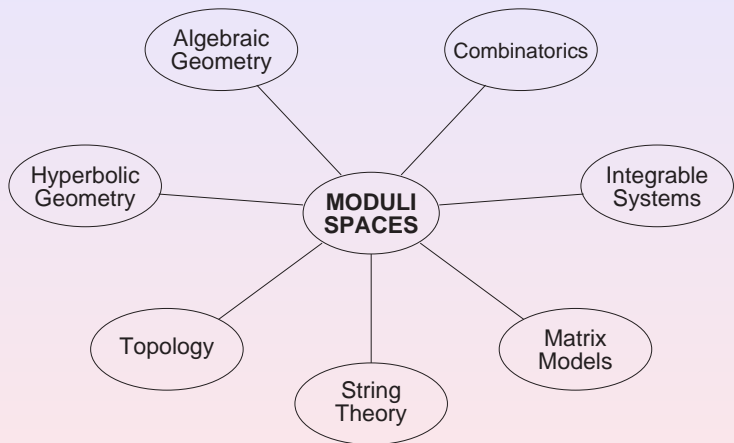 Algebraic
Geometry
Combinatorics
Hyperbolic
Geometry
MODULI
SPACES
Integrable
Systems
Topology
String
Theory
Matrix
Models